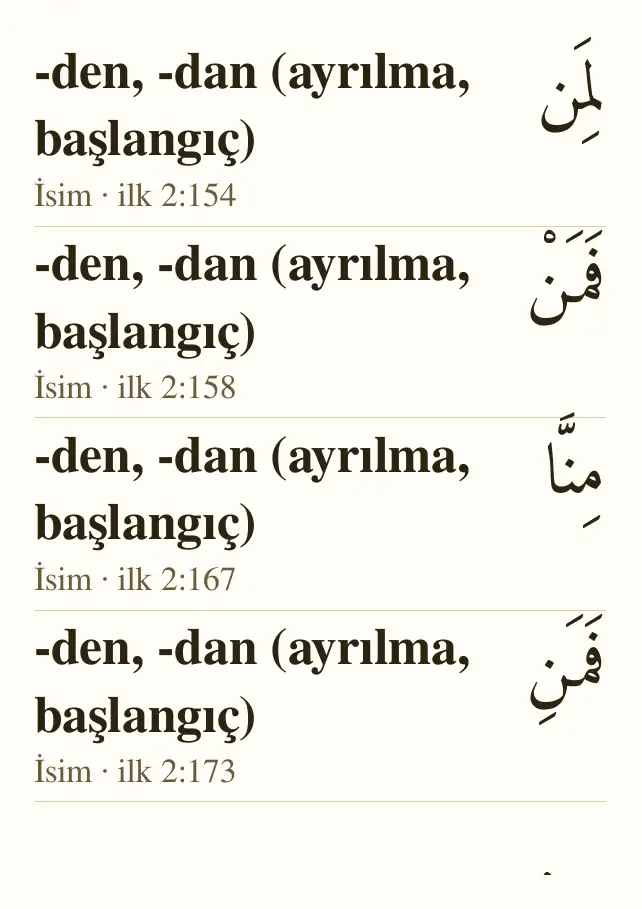 -den, -dan (ayrılma, لِمَن
başlangıç)
İsim · ilk 2:154
-den, -dan (ayrılma, فَمَنْ
başlangıç)
İsim · ilk 2:158
-den, -dan (ayrılma, مِنَّا
başlangıç)
İsim · ilk 2:167
-den, -dan (ayrılma, فَمَنِ
başlangıç)
İsim · ilk 2:173